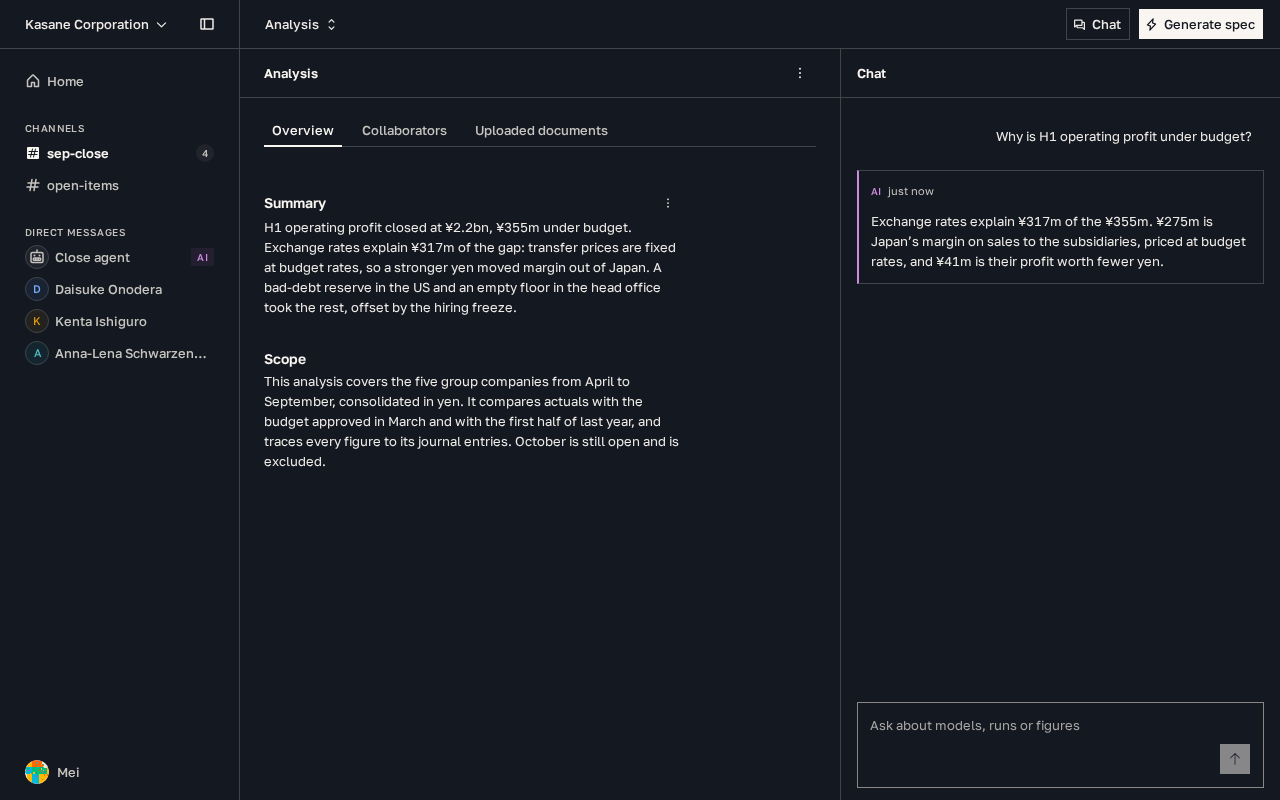 Kasane Corporation
Analysis
Chat
Generate spec
Home
CHANNELS
sep-close
4
open-items
DIRECT MESSAGES
Close agent
AI
D
Daisuke Onodera
K
Kenta Ishiguro
A
Anna-Lena Schwarzen…
Mei
Analysis
Overview
Collaborators
Uploaded documents
Summary
H1 operating profit closed at ¥2.2bn, ¥355m under budget.
Exchange rates explain ¥317m of the gap: transfer prices are fixed
at budget rates, so a stronger yen moved margin out of Japan. A
bad-debt reserve in the US and an empty floor in the head office
took the rest, offset by the hiring freeze.
Scope
This analysis covers the five group companies from April to
September, consolidated in yen. It compares actuals with the
budget approved in March and with the first half of last year, and
traces every figure to its journal entries. October is still open and is
excluded.
Chat
Why is H1 operating profit under budget?
AI just now
Exchange rates explain ¥317m of the ¥355m. ¥275m is
Japan’s margin on sales to the subsidiaries, priced at budget
rates, and ¥41m is their profit worth fewer yen.
Ask about models, runs or figures